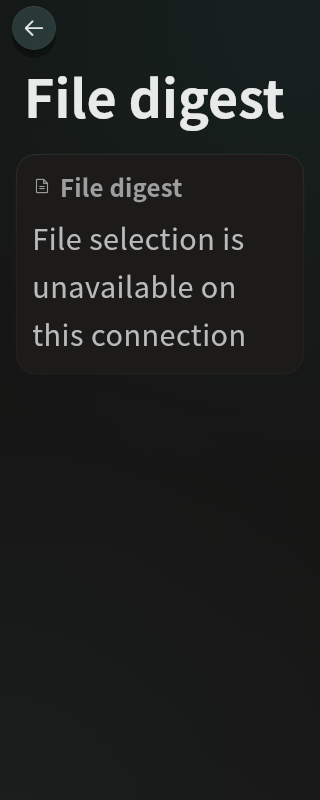 File digest
File digest
File selection is
unavailable on
this connection